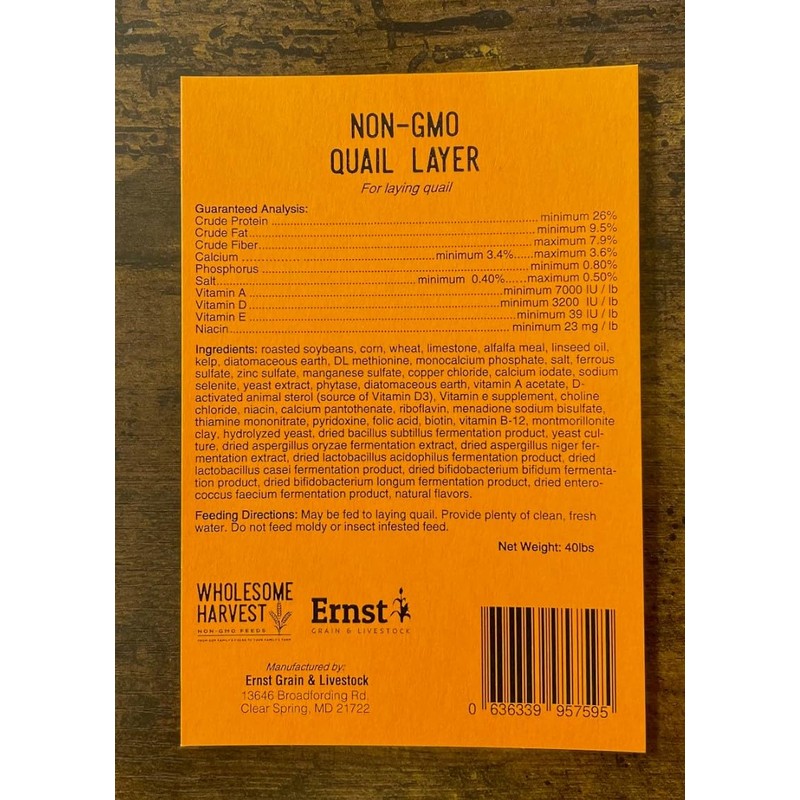 NON-GMO
QUAIL LAYER
For laying quail
Guaranteed Analysis:
Crude Protein ........ minimum 26%
Crude Fat........ minimum 9.5%
Crude Fiber........ maximum 7.9%
Calcium ........ minimum 3.4%......maximum 3.6%
Phosphorus ........ minimum 0.80%
Salt........ minimum 0.40%......maximum 0.50%
Vitamin A ........ minimum 7000 IU / lb
Vitamin D ........ minimum 3200 IU / lb
Vitamin E ........ minimum 39 IU / lb
Niacin........ minimum 23 mg / lb
Ingredients: roasted soybeans, corn, wheat, limestone, alfalfa meal, linseed oil,
kelp, diatomaceous earth, DL methionine, monocalcium phosphate, salt, ferrous
sulfate, zinc sulfate, manganese sulfate, copper chloride, calcium iodate, sodium
selenite, yeast extract, phytase, diatomaceous earth, vitamin A acetate, D-
activated animal sterol (source of Vitamin D3), Vitamin e supplement, choline
chloride, niacin, calcium pantothenate, riboflavin, menadione sodium bisulfate,
thiamine mononitrate, pyridoxine, folic acid, biotin, vitamin B-12, montmorillonite
clay, hydrolyzed yeast, dried bacillus subtillus fermentation product, yeast cul-
ture, dried aspergillus oryzae fermentation extract, dried aspergillus niger fer-
mentation extract, dried lactobacillus acidophilus fermentation product, dried
lactobacillus casei fermentation product, dried bifidobacterium bifidum fermenta-
tion product, dried bifidobacterium longum fermentation product, dried entero-
coccus faecium fermentation product, natural flavors.
Feeding Directions: May be fed to laying quail. Provide plenty of clean, fresh
water. Do not feed moldy or insect infested feed.
Net Weight: 40lbs
WHOLESOME
HARVEST
NON-GMO FEEDS
Ernst
GRAIN & LIVESTOCK
Manufactured by:
Ernst Grain & Livestock
13646 Broadfording Rd.
Clear Spring, MD 21722
0 636339 957595